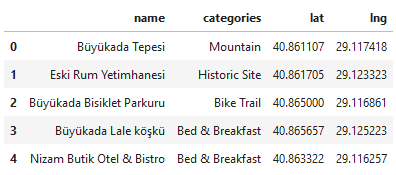 name categories lat lng
0 Büyükada Tepesi Mountain 40.861107 29.117418
1 Eski Rum Yetimhanesi Historic Site 40.861705 29.123323
2 Büyükada Bisiklet Parkuru Bike Trail 40.865000 29.116861
3 Büyükada Lale köşkü Bed & Breakfast 40.865657 29.125223
4 Nizam Butik Otel & Bistro Bed & Breakfast 40.863322 29.116257